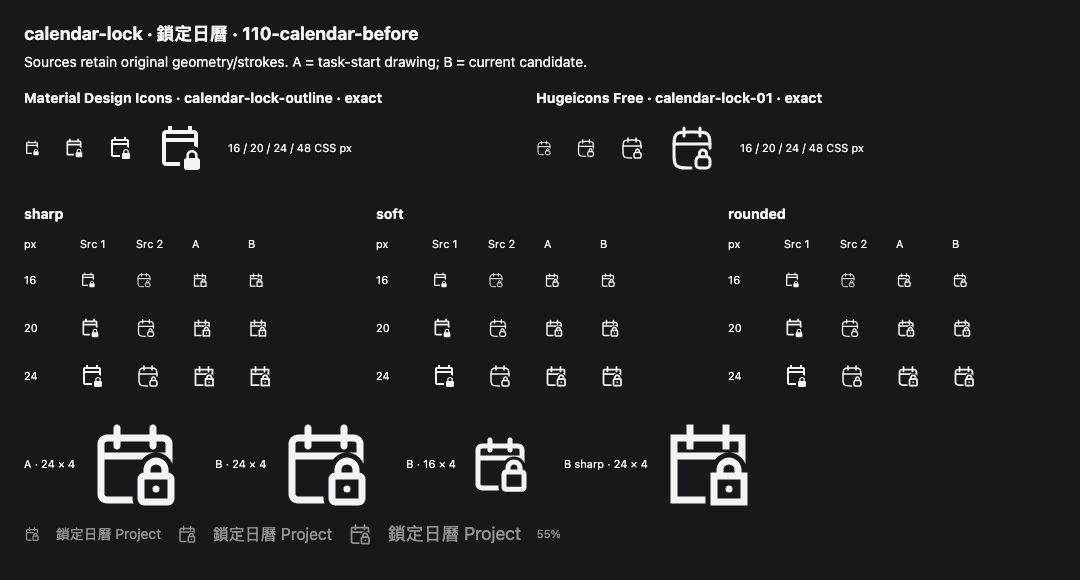 calendar-lock · 鎖定日曆 · 110-calendar-before
Sources retain original geometry/strokes. A = task-start drawing; B = current candidate.
Material Design Icons · calendar-lock-outline · exact
Hugeicons Free · calendar-lock-01 · exact
16 / 20 / 24 / 48 CSS px
16 / 20 / 24 / 48 CSS px
sharp
px Src 1 Src 2 A B
16
20
24
soft
px Src 1 Src 2 A B
16
20
24
rounded
px Src 1 Src 2 A B
16
20
24
A · 24 × 4
B · 24 × 4
B · 16 × 4
B sharp · 24 × 4
鎖定日曆 Project 鎖定日曆 Project 鎖定日曆 Project 55%